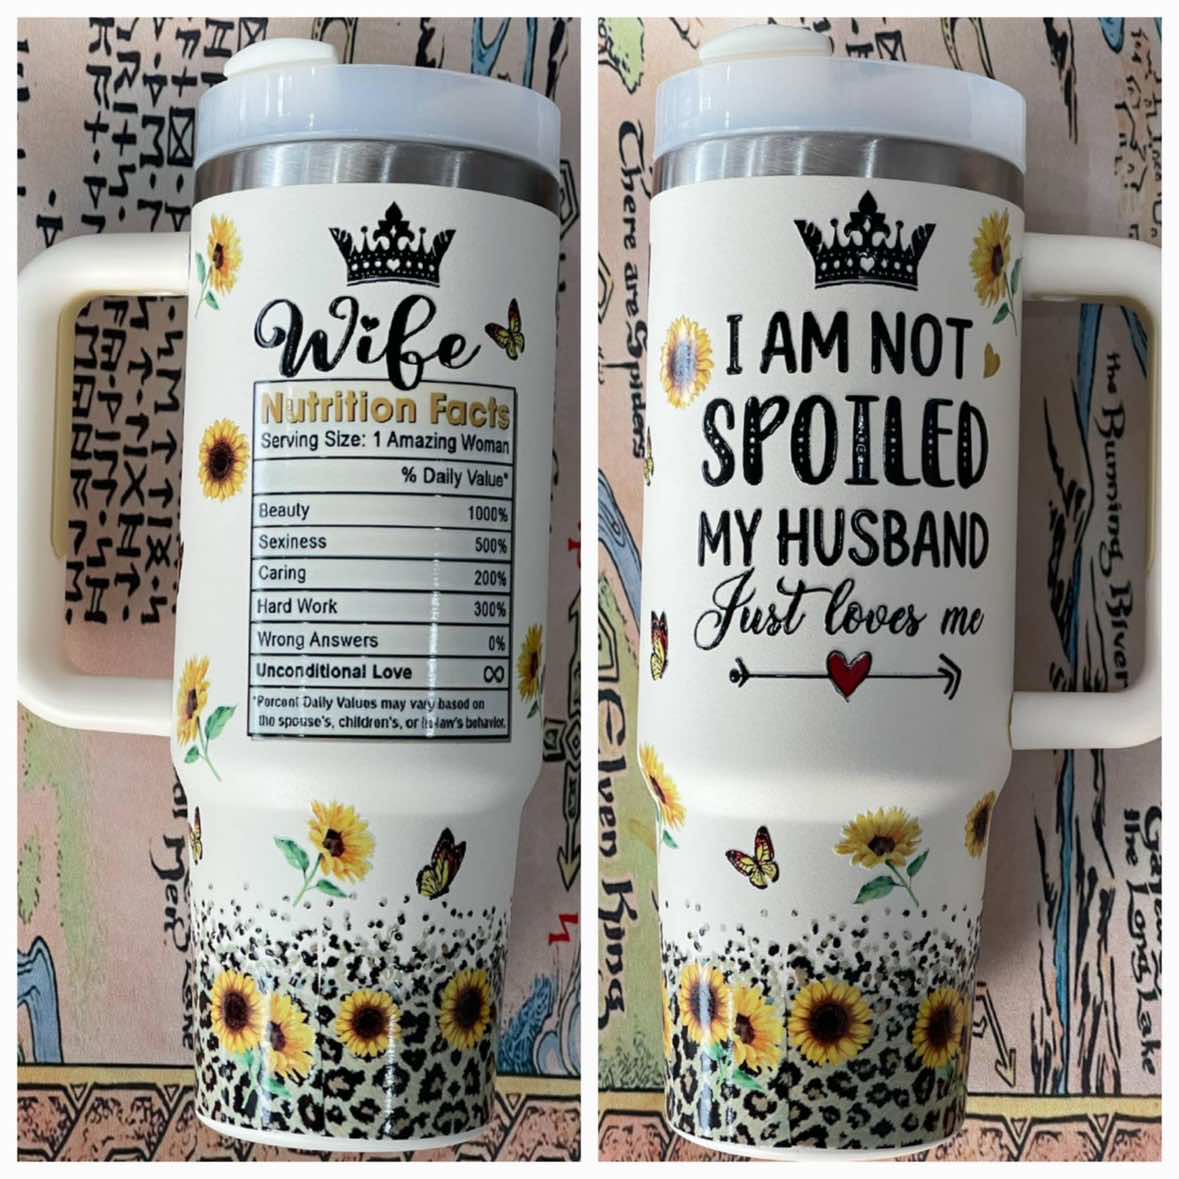 Wife
Nutrition Facts
Serving Size: 1 Amazing Woman
% Daily Value*
Beauty 1000%
Sexiness 500%
Caring 200%
Hard Work 300%
Wrong Answers 0%
Unconditional Love ∞
*Percent Daily Values may vary based on
the spouse's, children's, or in-law's behavior.
I AM NOT
SPOILED
MY HUSBAND
Just loves me
There are Spiders
the Running River
Elven King
the Long Lake